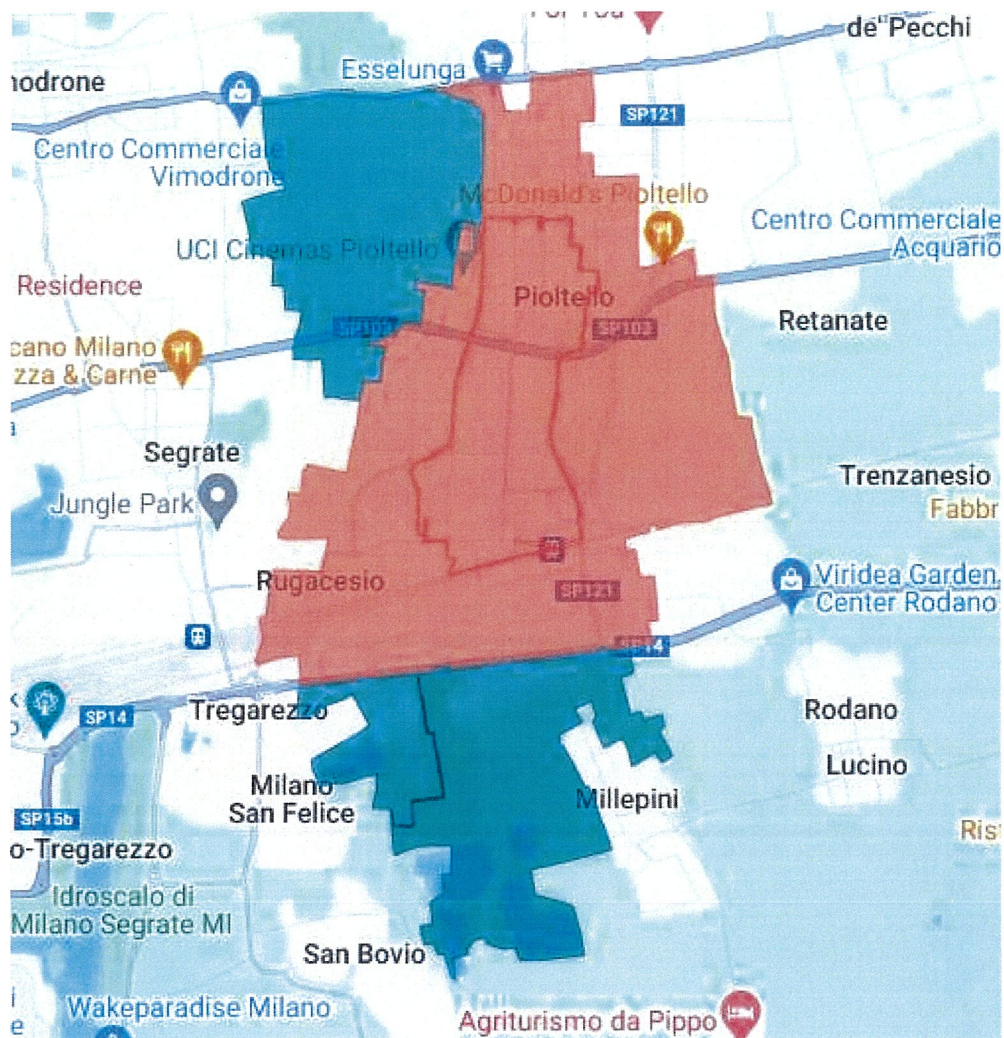 de' Pecchi
Esselunga
modrone
SP121
Centro Commerciale
Vimodrone
McDonald's Pioltello
Centro Commerciale
Acquario
UCI Cinemas Pioltello
Residence
Pioltello
SP103
SP103
Retanate
cano Milano
zza & Carne
Segrate
Jungle Park
Trenzanesio
Fabbr
Rugacesio
Viridea Garden
Center Rodano
SP121
SP14
Tregarezzo
SP14
Rodano
Lucino
Milano
San Felice
Millepini
SP15b
o-Tregarezzo
Rist
Idroscalo di
Milano Segrate MI
San Bovio
Wakeparadise Milano
Agriturismo da Pippo